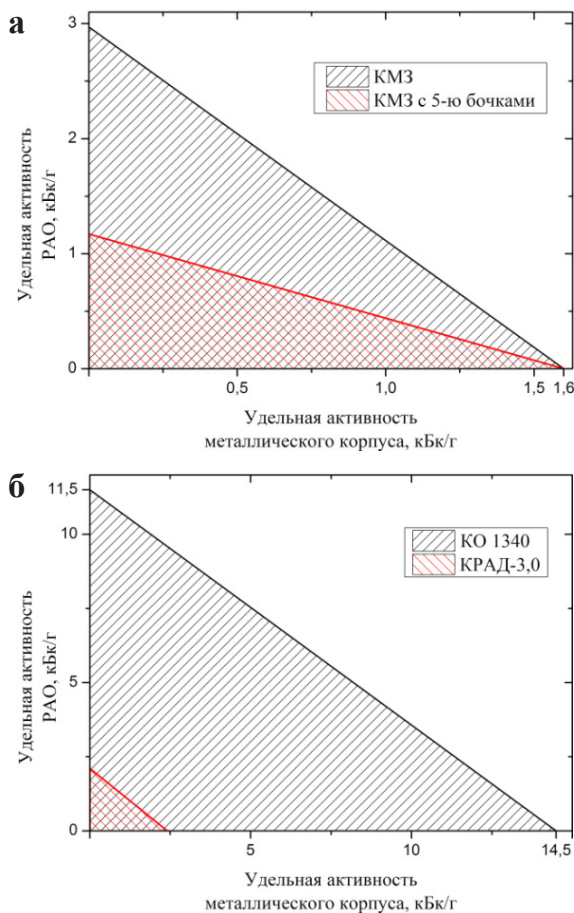 а
3
2
1
0
Удельная активность
РАО, кБк/г
КМЗ
КМЗ с 5-ю бочками
0,5
1,0
1,5
1,6
Удельная активность
металлического корпуса, кБк/г
б
11,5
10
5
0
Удельная активность
РАО, кБк/г
КО 1340
КРАД-3,0
5
10
14,5
Удельная активность
металлического корпуса, кБк/г